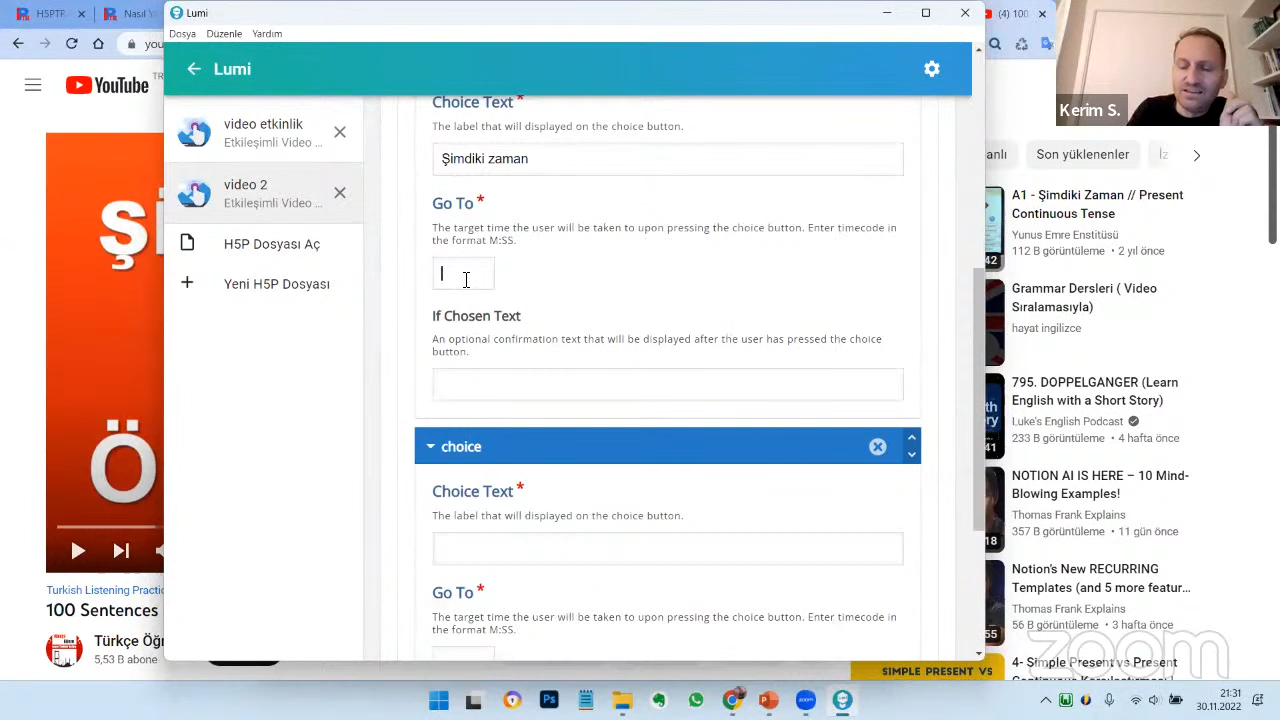 H5PTR
Nasıl
(4) 100
Lumi
Dosya Düzenle Yardım
you
Lumi
YouTube
TR
Kerim S.
video etkinlik
Etkileşimli Video ...
video 2
Etkileşimli Video ...
H5P Dosyası Aç
Yeni H5P Dosyası
Choice Text *
The label that will displayed on the choice button.
Şimdiki zaman
Go To *
The target time the user will be taken to upon pressing the choice button. Enter timecode in
the format M:SS.
If Chosen Text
An optional confirmation text that will be displayed after the user has pressed the choice
button.
choice
Choice Text *
The label that will displayed on the choice button.
Go To *
The target time the user will be taken to upon pressing the choice button. Enter timecode in
the format M:SS.
Ş
Ö
Turkish Listening Practic
100 Sentences
Türkçe Öğr
5,53 B abone
anlı
Son yüklenenler
İz
A1 - Şimdiki Zaman // Present
Continuous Tense
Yunus Emre Enstitüsü
112 B görüntüleme • 2 yıl önce
42
Grammar Dersleri ( Video
Sıralamasıyla)
hayat ingilizce
795. DOPPELGANGER (Learn
English with a Short Story)
Luke's English Podcast
233 B görüntüleme • 4 hafta önce
41
NOTION AI IS HERE – 10 Mind-
Blowing Examples!
Thomas Frank Explains
357 B görüntüleme • 11 gün önce
18
Notion's New RECURRING
Templates (and 5 more featur...
Thomas Frank Explains
56 B görüntüleme • 3 hafta önce
55
4- Simple Present vs Present
SIMPLE PRESENT VS
zoom
21:31
30.11.2022